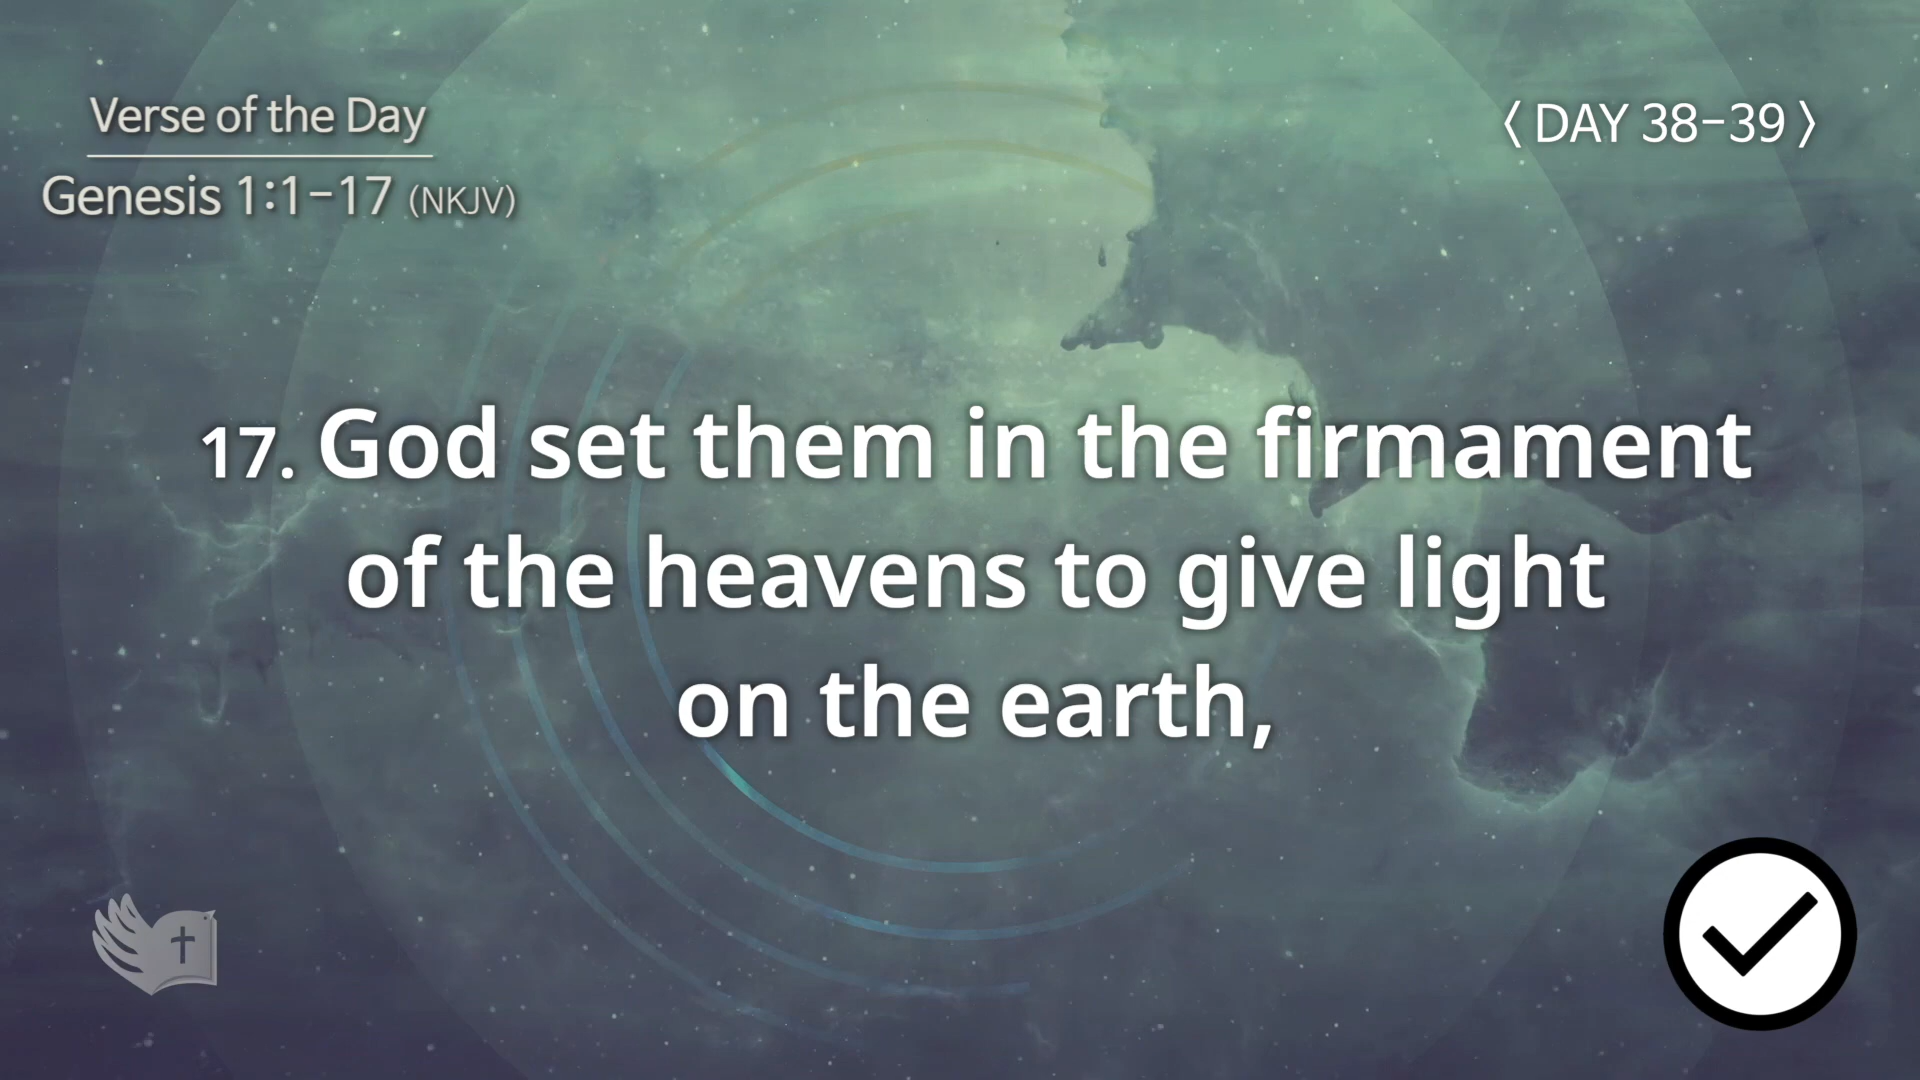 Verse of the Day
Genesis 1:1-17 (NKJV)
〈 DAY 38-39 〉
17. God set them in the firmament
of the heavens to give light
on the earth,